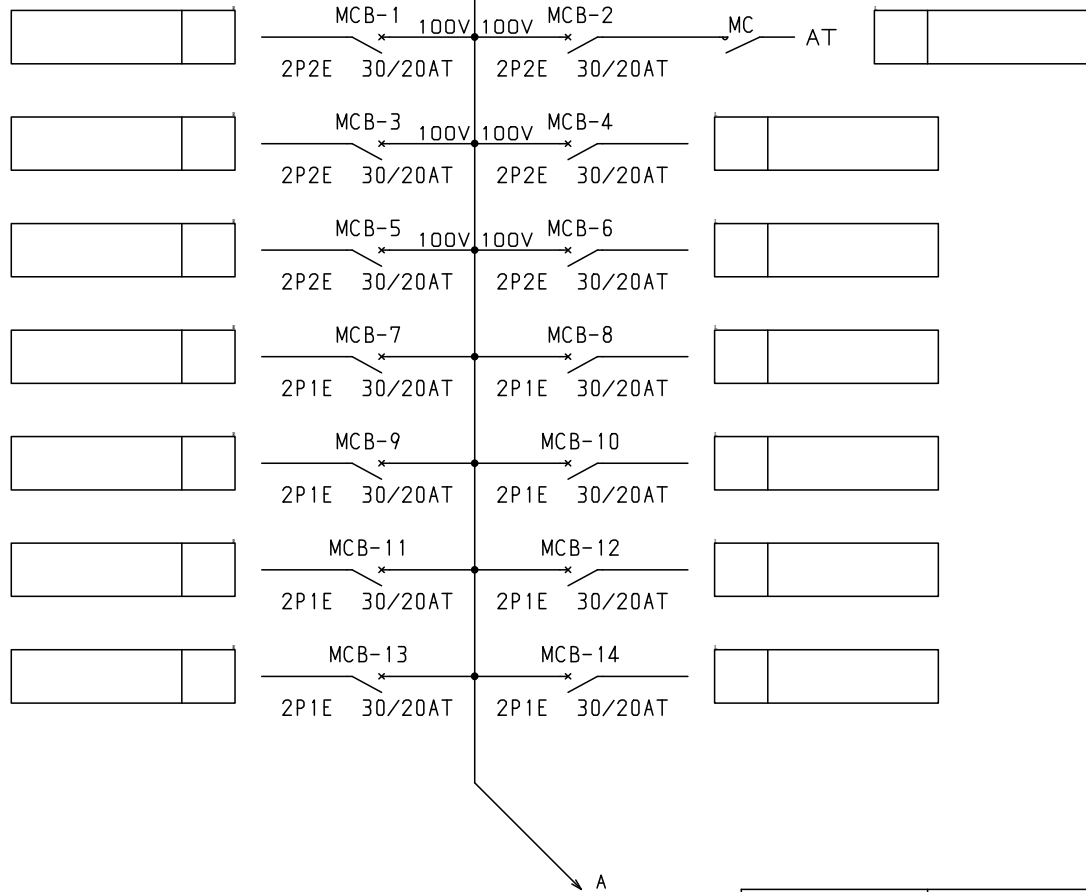 MCB-1 100V 100V MCB-2 MC AT
2P2E 30/20AT 2P2E 30/20AT
MCB-3 100V 100V MCB-4
2P2E 30/20AT 2P2E 30/20AT
MCB-5 100V 100V MCB-6
2P2E 30/20AT 2P2E 30/20AT
MCB-7 MCB-8
2P1E 30/20AT 2P1E 30/20AT
MCB-9 MCB-10
2P1E 30/20AT 2P1E 30/20AT
MCB-11 MCB-12
2P1E 30/20AT 2P1E 30/20AT
MCB-13 MCB-14
2P1E 30/20AT 2P1E 30/20AT
A